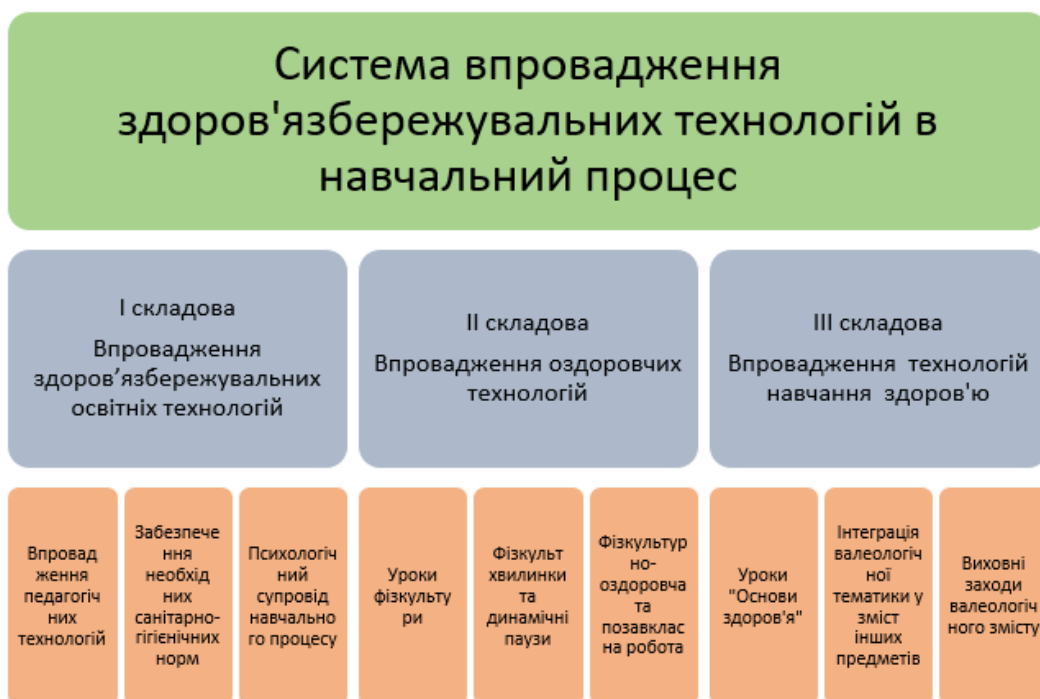 Система впровадження
здоров'язбережувальних технологій в
навчальний процес
І складова
Впровадження
здоров’язбережувальних
освітніх технологій
ІІ складова
Впровадження оздоровчих
технологій
ІІІ складова
Впровадження технологій
навчання здоров'ю
Впровад
ження
педагогіч
них
технологій
Забезпече
ння
необхід
них
санітарно-
гігієнічних
норм
Психологіч
ний
супровід
навчально
го процесу
Уроки
фізкульту
ри
Фізкульт
хвилинки
та
динамічні
паузи
Фізкультур
но-
оздоровча
та
позавклас
на робота
Уроки
"Основи
здоров'я"
Інтеграція
валеологіч
ної
тематики у
зміст
інших
предметів
Виховні
заходи
валеологіч
ного змісту